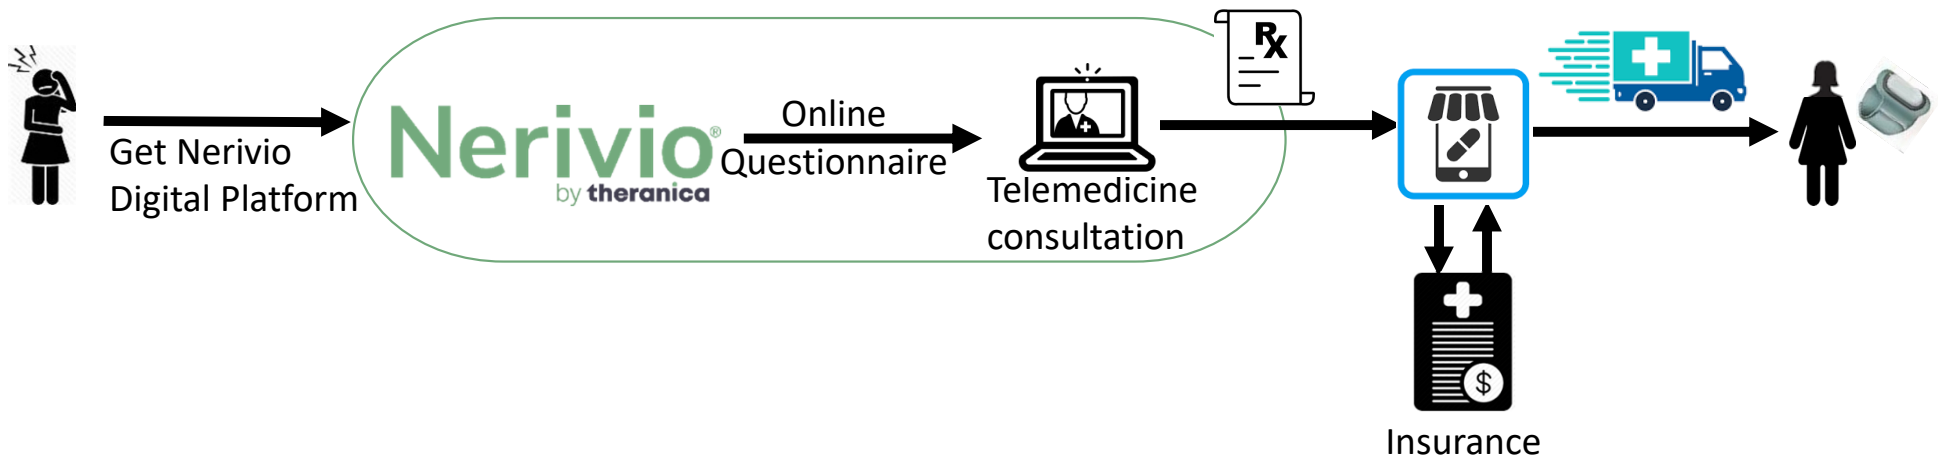 Get Nerivio
Digital Platform
Nerivio®
by theranica
Online
Questionnaire
Telemedicine
consultation
Rx
$
Insurance